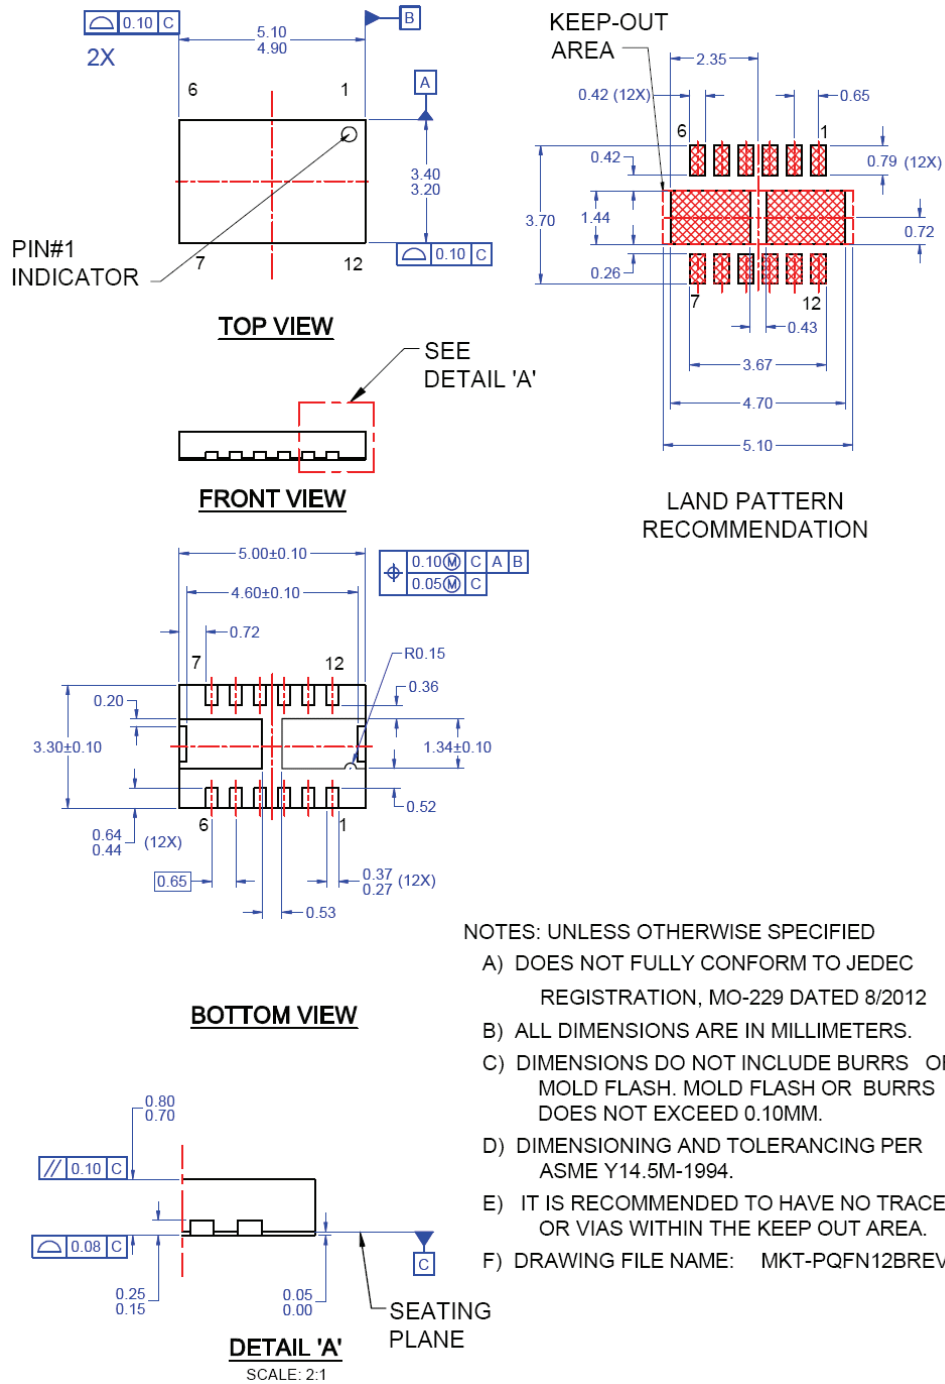 0.10 C
2X
5.10
4.90
B
A
6
1
3.40
3.20
PIN#1
INDICATOR
7
12
0.10 C
TOP VIEW
KEEP-OUT
AREA
2.35
0.42 (12X)
0.65
6
1
0.42
0.79 (12X)
3.70
1.44
0.72
0.26
7
12
0.43
3.67
4.70
5.10
LAND PATTERN
RECOMMENDATION
SEE
DETAIL 'A'
FRONT VIEW
5.00±0.10
0.10Ⓜ C A B
0.05Ⓜ C
4.60±0.10
0.72
7
12
R0.15
0.20
0.36
3.30±0.10
1.34±0.10
6
1
0.52
0.64
0.44 (12X)
0.65
0.37
0.27 (12X)
0.53
BOTTOM VIEW
NOTES: UNLESS OTHERWISE SPECIFIED
A) DOES NOT FULLY CONFORM TO JEDEC
REGISTRATION, MO-229 DATED 8/2012
B) ALL DIMENSIONS ARE IN MILLIMETERS.
C) DIMENSIONS DO NOT INCLUDE BURRS
MOLD FLASH. MOLD FLASH OR BURRS
DOES NOT EXCEED 0.10MM.
D) DIMENSIONING AND TOLERANCING PER
ASME Y14.5M-1994.
E) IT IS RECOMMENDED TO HAVE NO TRACE
OR VIAS WITHIN THE KEEP OUT AREA.
F) DRAWING FILE NAME: MKT-PQFN12BREV
0.80
0.70
// 0.10 C
0.08 C
0.25
0.15
0.05
0.00
C
SEATING
PLANE
DETAIL 'A'
SCALE: 2:1